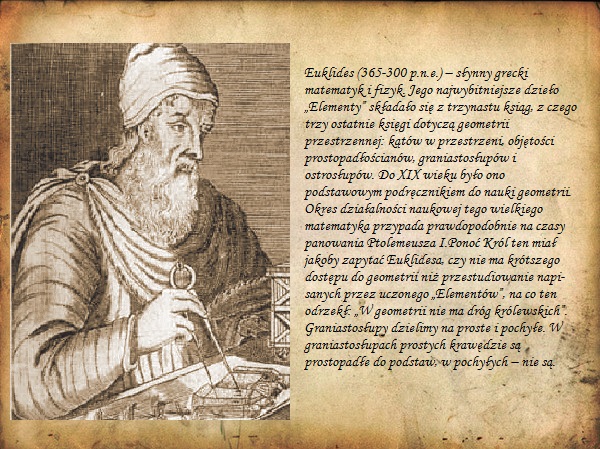 Euklides (365-300 p.n.e.) – słynny grecki
matematyk i fizyk. Jego najwybitniejsze dzieło
„Elementy” składało się z trzynastu ksiąg, z czego
trzy ostatnie księgi dotyczą geometrii
przestrzennej: kątów w przestrzeni, objętości
prostopadłościanów, graniastosłupów i
ostrosłupów. Do XIX wieku było ono
podstawowym podręcznikiem do nauki geometrii.
Okres działalności naukowej tego wielkiego
matematyka przypada prawdopodobnie na czasy
panowania Ptolemeusza I.Ponoć Król ten miał
jakoby zapytać Euklidesa, czy nie ma krótszego
dostępu do geometrii niż przestudiowanie napi-
sanych przez uczonego „Elementów”, na co ten
odrzekł: „W geometrii nie ma dróg królewskich”.
Graniastosłupy dzielimy na proste i pochyłe. W
graniastosłupach prostych krawędzie są
prostopadłe do podstaw, w pochyłych – nie są.